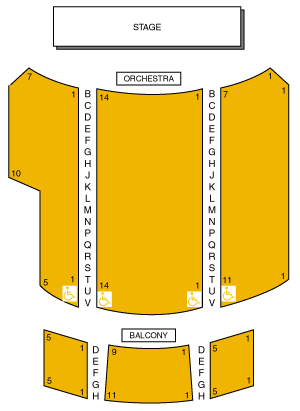 STAGE
ORCHESTRA
7 1 14 1 7 1 1
B B
C C
D D
E E
F F
G G
H H
J J
10 K K
L L
M M
N N
P P
Q Q
R R
S S
5 1 T 14 1 T 11 1
U U
V V
BALCONY
5 1 D 9 1 D 5 1
E E
F F
5 1 G 11 1 G 5 1
H H